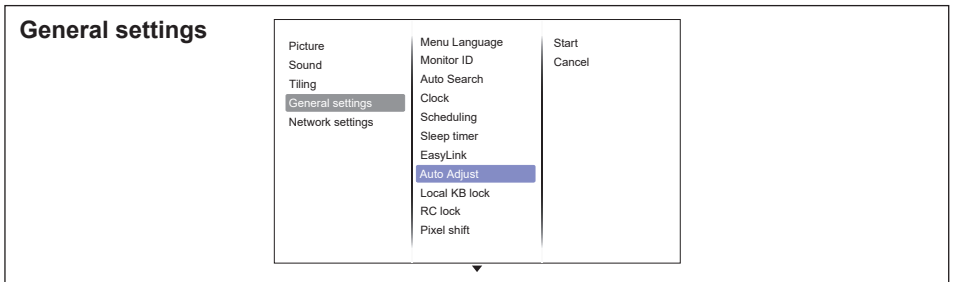 General settings
Picture
Sound
Tiling
General settings
Network settings
Menu Language
Monitor ID
Auto Search
Clock
Scheduling
Sleep timer
EasyLink
Auto Adjust
Local KB lock
RC lock
Pixel shift
Start
Cancel